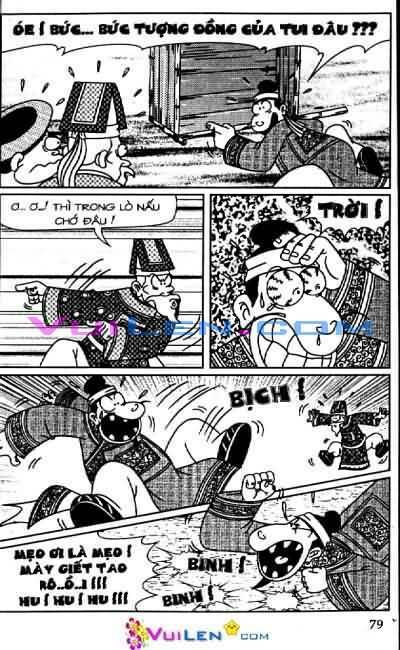 ÓE Í BỨC... BỨC TƯỢNG ĐỒNG CỦA TUI ĐÂU ???
Ơ... Ơ..! THÌ TRONG LÒ NẤU
CHỚ ĐÂU !
TRỜI Í
VuiLen.com
BỊCH Í
MẸO ƠI LÀ MẸO Í
MÀY GIẾT TAO
RÔ..Ồ..I Í Í Í
HU Í HU Í HU Í Í Í
BINH Í
BINH Í
79
VuiLen.com